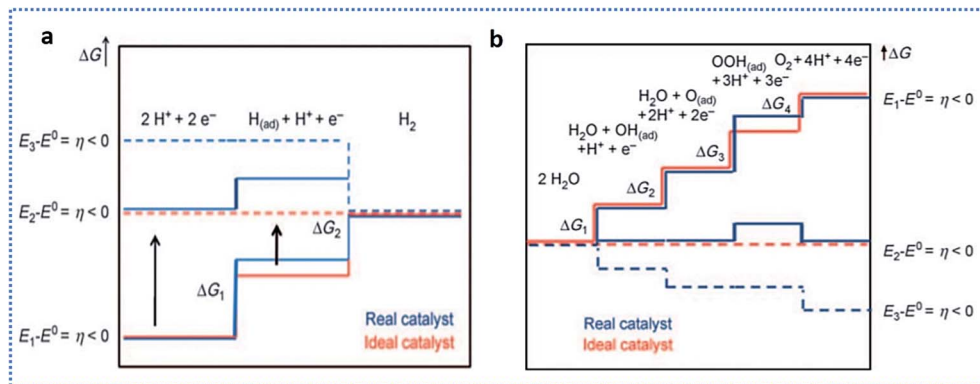 a
ΔG
2 H⁺ + 2 e⁻
H(ad) + H⁺ + e⁻
H₂
E₃-E⁰ = η < 0
E₂-E⁰ = η < 0
ΔG₂
ΔG₁
E₁-E⁰ = η < 0
Real catalyst
Ideal catalyst
b
ΔG
OOH(ad)
+ 3H⁺ + 3e⁻
O₂ + 4H⁺ + 4e⁻
H₂O + O(ad)
+2H⁺ + 2e⁻
H₂O + OH(ad)
+H⁺ + e⁻
2 H₂O
ΔG₁
ΔG₂
ΔG₃
ΔG₄
E₁-E⁰ = η < 0
E₂-E⁰ = η < 0
E₃-E⁰ = η < 0
Real catalyst
Ideal catalyst